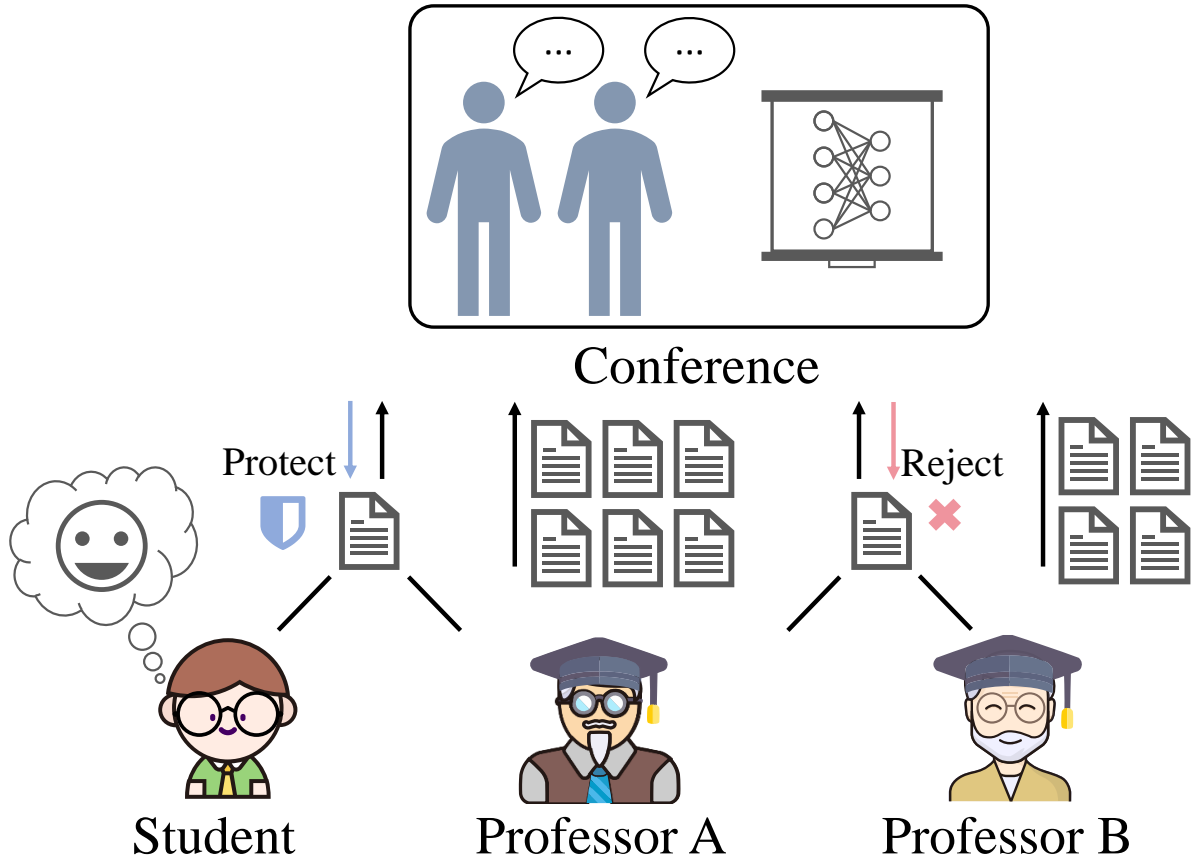 ...
...
Conference
Protect
Reject
Student
Professor A
Professor B